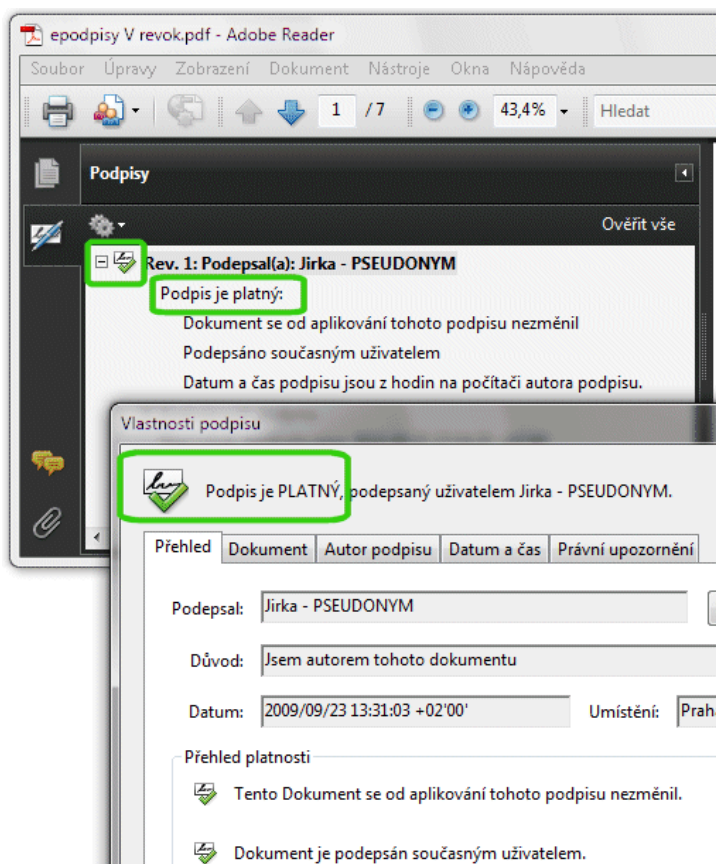 epodpisy V revok.pdf - Adobe Reader
Soubor Úpravy Zobrazení Dokument Nástroje Okna Nápověda
1 /7 43,4% Hledat
Podpisy
Ověřit vše
Rev. 1: Podepsal(a): Jirka - PSEUDONYM
Podpis je platný:
Dokument se od aplikování tohoto podpisu nezměnil
Podepsáno současným uživatelem
Datum a čas podpisu jsou z hodin na počítači autora podpisu.
Vlastnosti podpisu
Podpis je PLATNÝ, podepsaný uživatelem Jirka - PSEUDONYM.
Přehled Dokument Autor podpisu Datum a čas Právní upozornění
Podepsal: Jirka - PSEUDONYM
Důvod: Jsem autorem tohoto dokumentu
Datum: 2009/09/23 13:31:03 +02'00' Umístění: Prah
Přehled platnosti
Tento Dokument se od aplikování tohoto podpisu nezměnil.
Dokument je podepsán současným uživatelem.